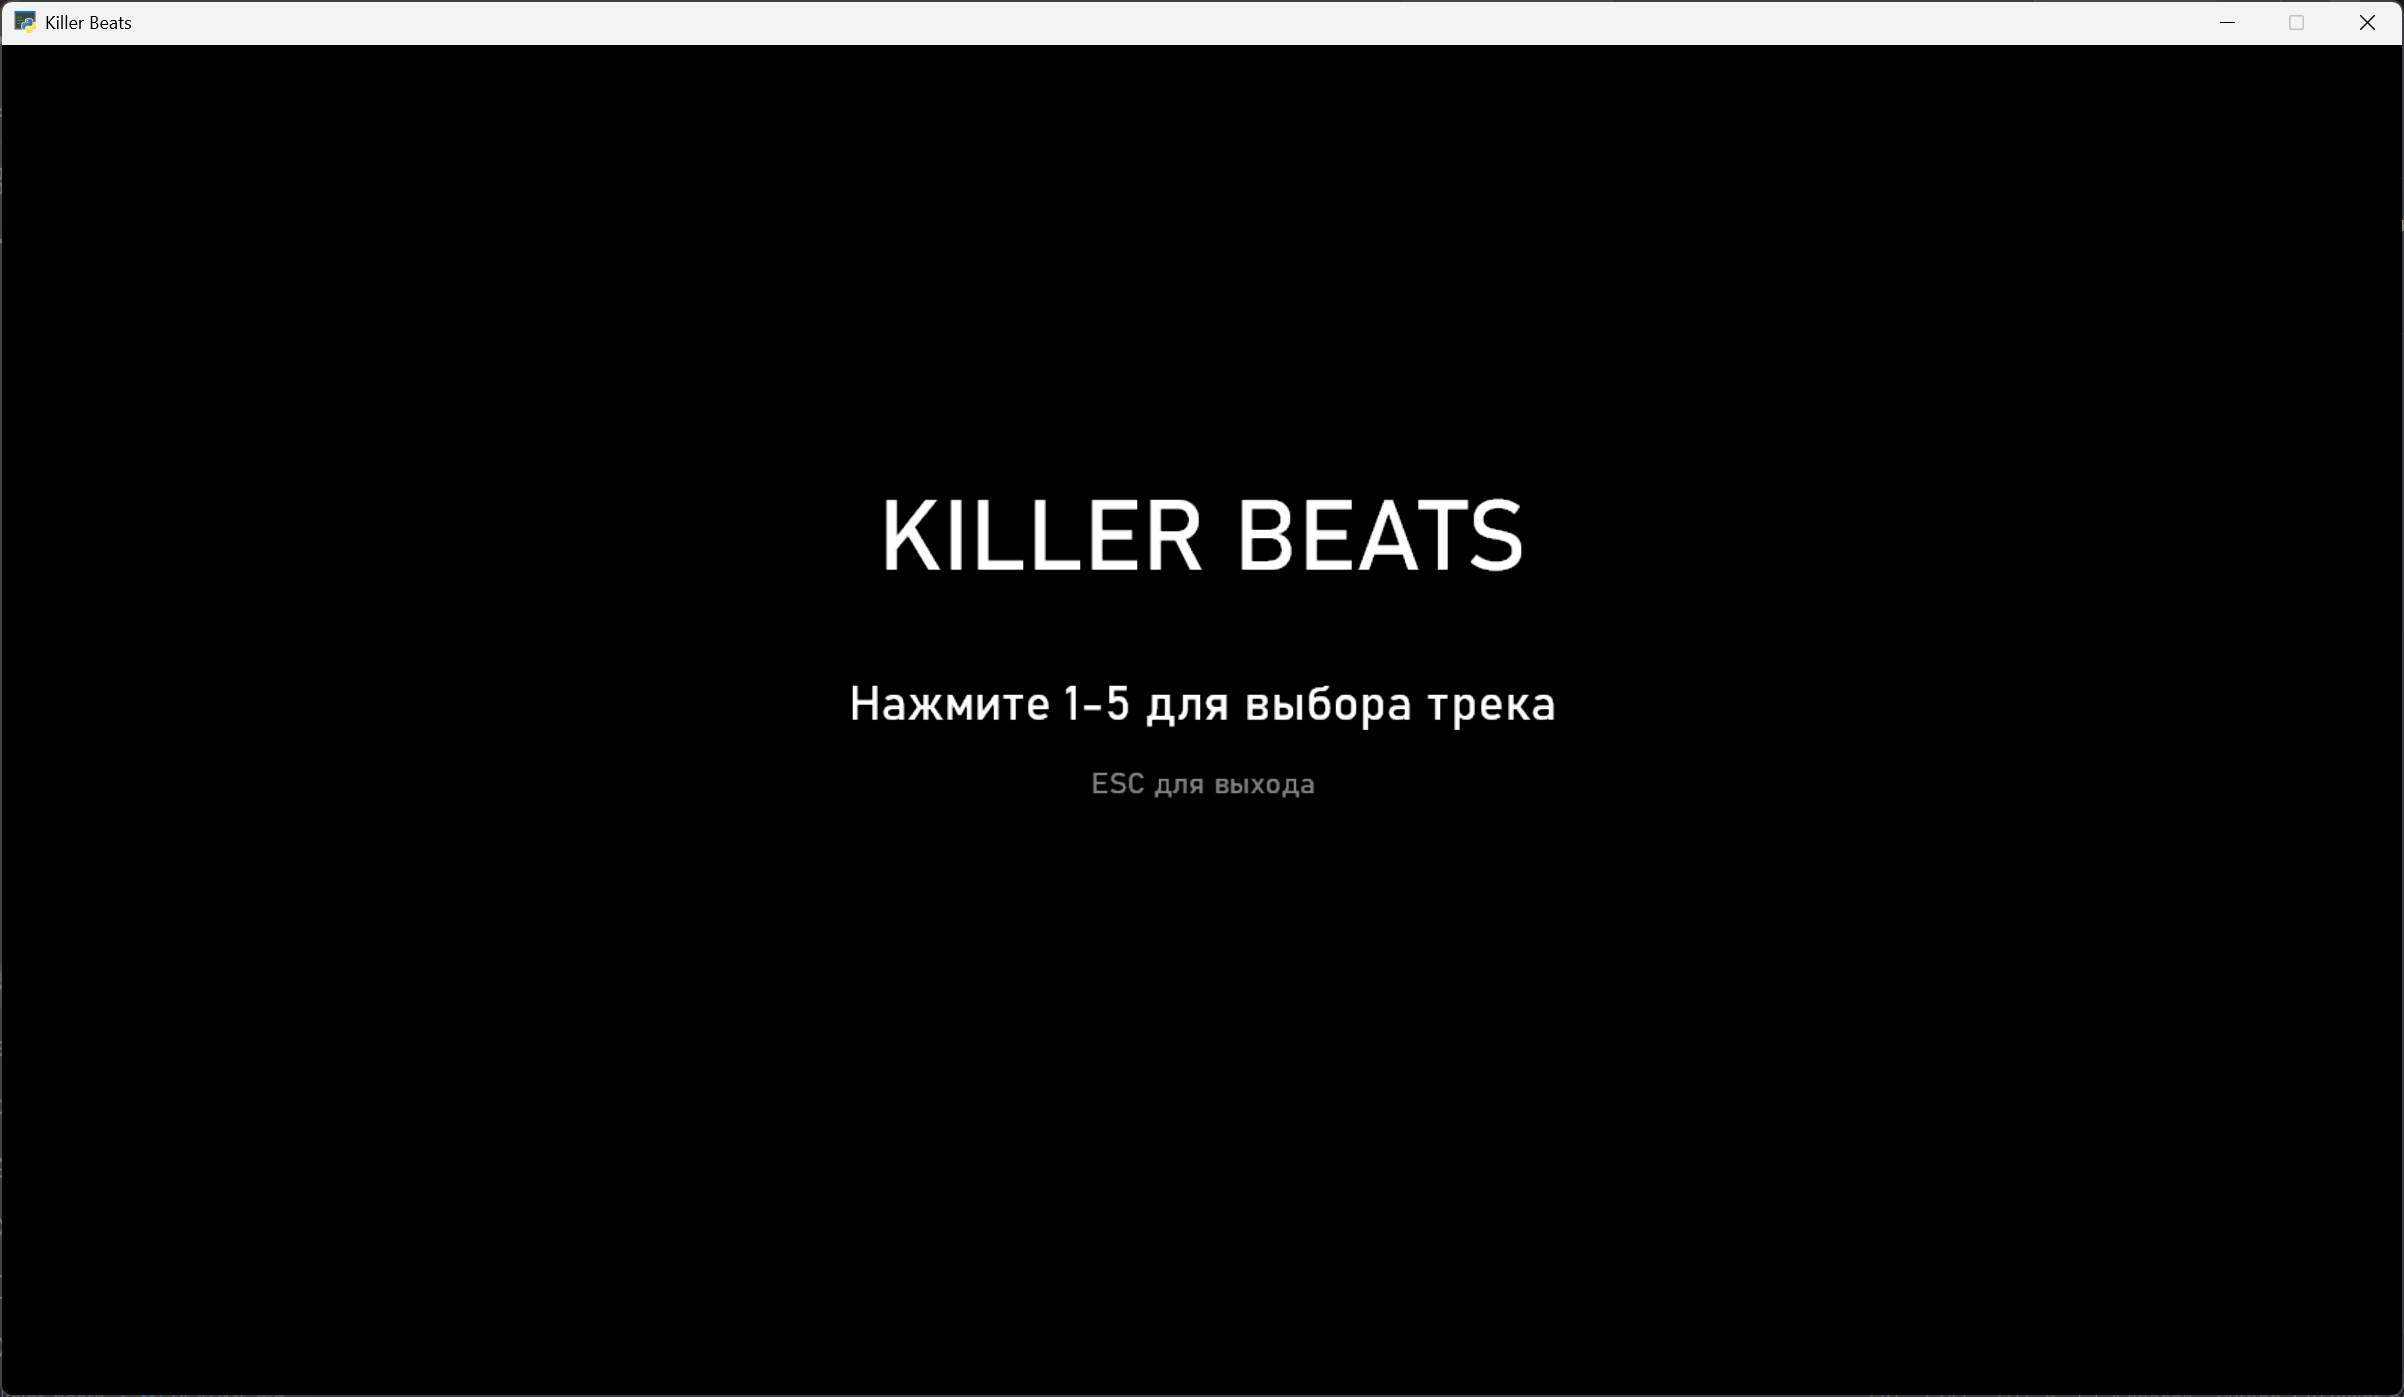 Killer Beats
KILLER BEATS
Нажмите 1-5 для выбора трека
ESC для выхода